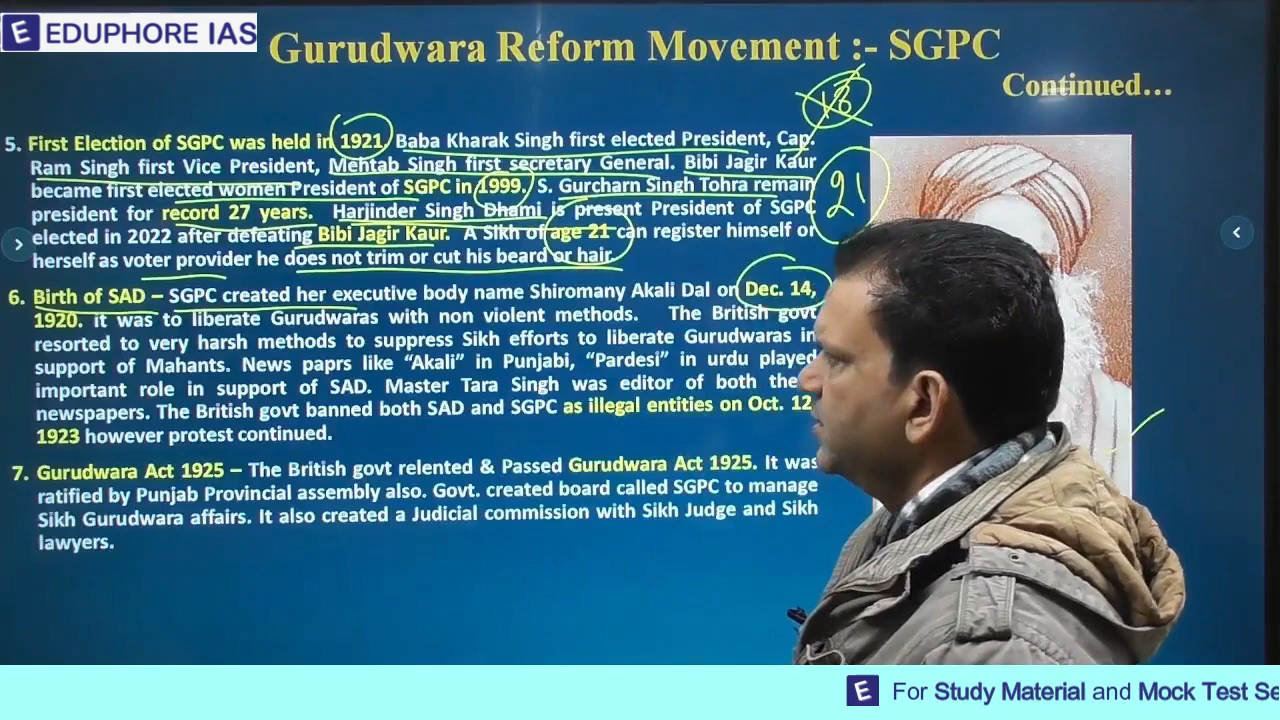 E EDUPHORE IAS
Gurudwara Reform Movement :- SGPC
Continued...
18
5. First Election of SGPC was held in 1921, Baba Kharak Singh first elected President, Cap.
Ram Singh first Vice President, Mehtab Singh first secretary General. Bibi Jagir Kaur
became first elected women President of SGPC in 1999. S. Gurcharn Singh Tohra remain
president for record 27 years. Harjinder Singh Dhami is present President of SGPC
elected in 2022 after defeating Bibi Jagir Kaur. A Sikh of age 21 can register himself or
herself as voter provider he does not trim or cut his beard or hair
21
6. Birth of SAD – SGPC created her executive body name Shiromany Akali Dal on Dec. 14,
1920. it was to liberate Gurudwaras with non violent methods. The British govt
resorted to very harsh methods to suppress Sikh efforts to liberate Gurudwaras in
support of Mahants. News paprs like “Akali” in Punjabi, “Pardesi” in urdu played
important role in support of SAD. Master Tara Singh was editor of both the
newspapers. The British govt banned both SAD and SGPC as illegal entities on Oct. 12
1923 however protest continued.
7. Gurudwara Act 1925 – The British govt relented & Passed Gurudwara Act 1925. It was
ratified by Punjab Provincial assembly also. Govt. created board called SGPC to manage
Sikh Gurudwara affairs. It also created a Judicial commission with Sikh Judge and Sikh
lawyers.
E For Study Material and Mock Test Se